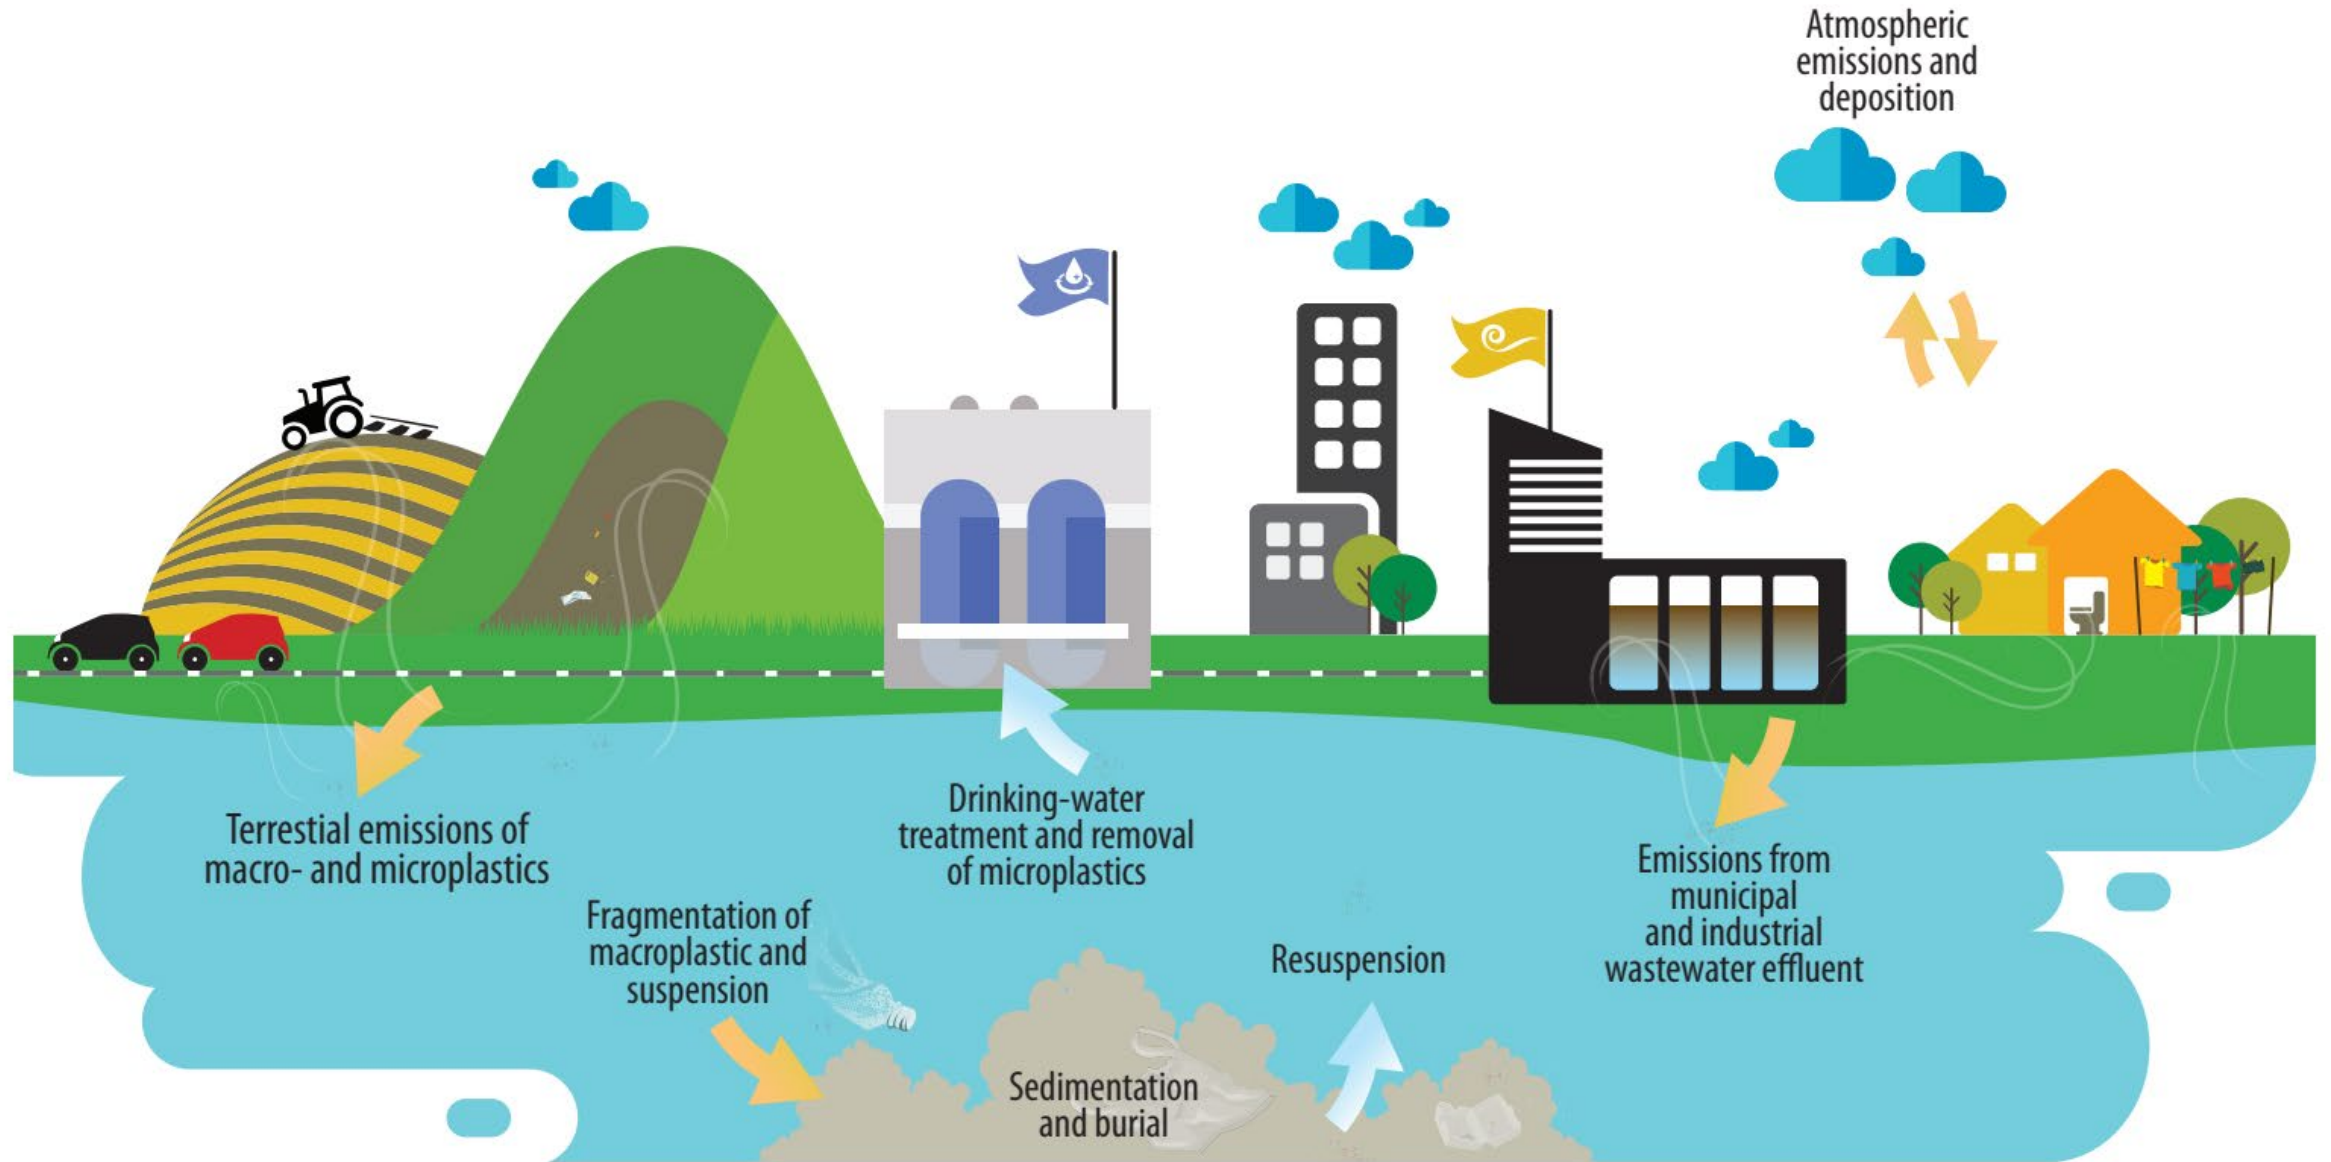 Atmospheric
emissions and
deposition
Terrestial emissions of
macro- and microplastics
Fragmentation of
macroplastic and
suspension
Drinking-water
treatment and removal
of microplastics
Sedimentation
and burial
Resuspension
Emissions from
municipal
and industrial
wastewater effluent